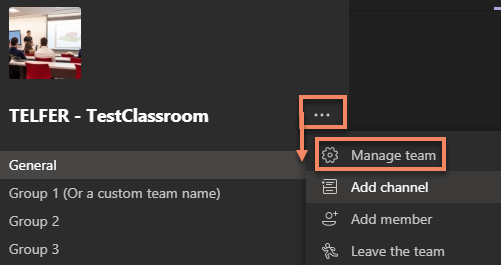 TELFER - TestClassroom
...
General
Group 1 (Or a custom team name)
Group 2
Group 3
Manage team
Add channel
Add member
Leave the team